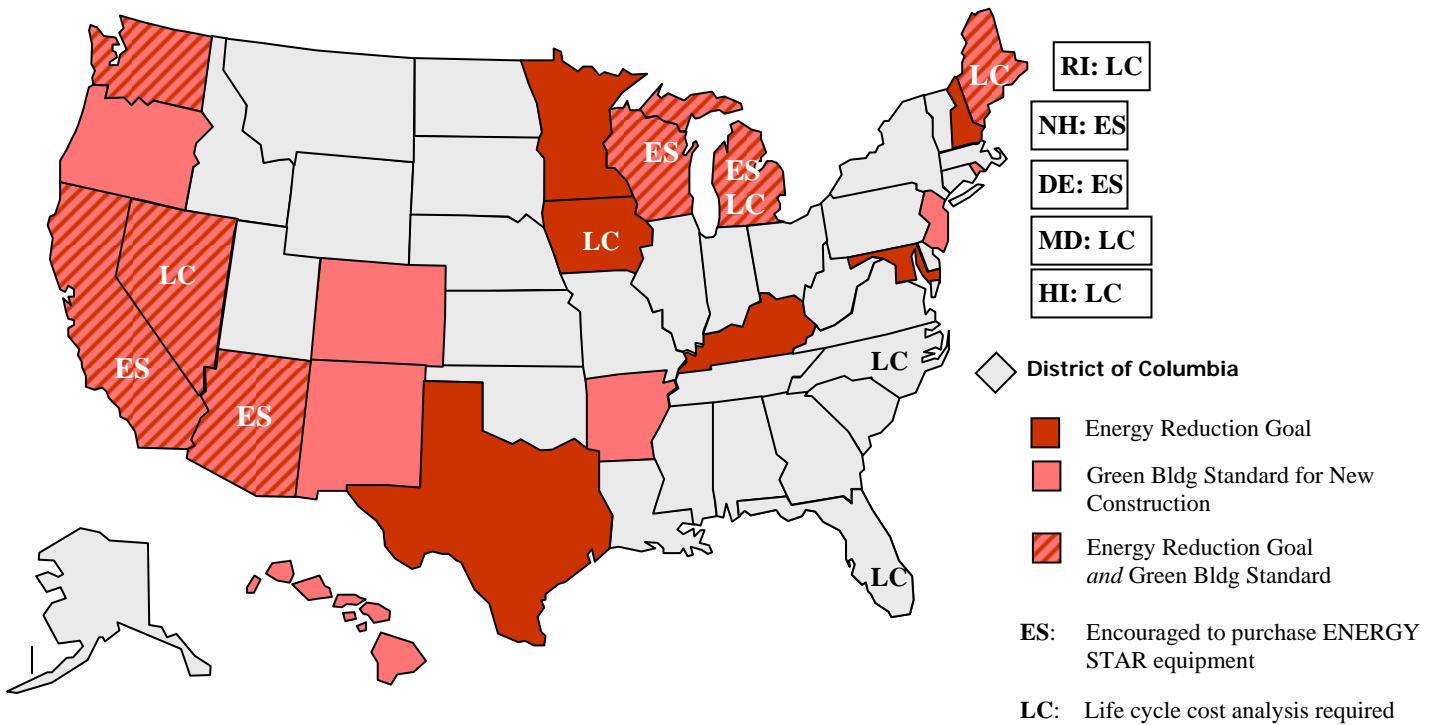 LC
RI: LC
NH: ES
ES
ES
LC
DE: ES
MD: LC
LC
LC
HI: LC
ES
LC
ES
District of Columbia
Energy Reduction Goal
Green Bldg Standard for New
Construction
Energy Reduction Goal
and Green Bldg Standard
LC
ES: Encouraged to purchase ENERGY
STAR equipment
LC: Life cycle cost analysis required